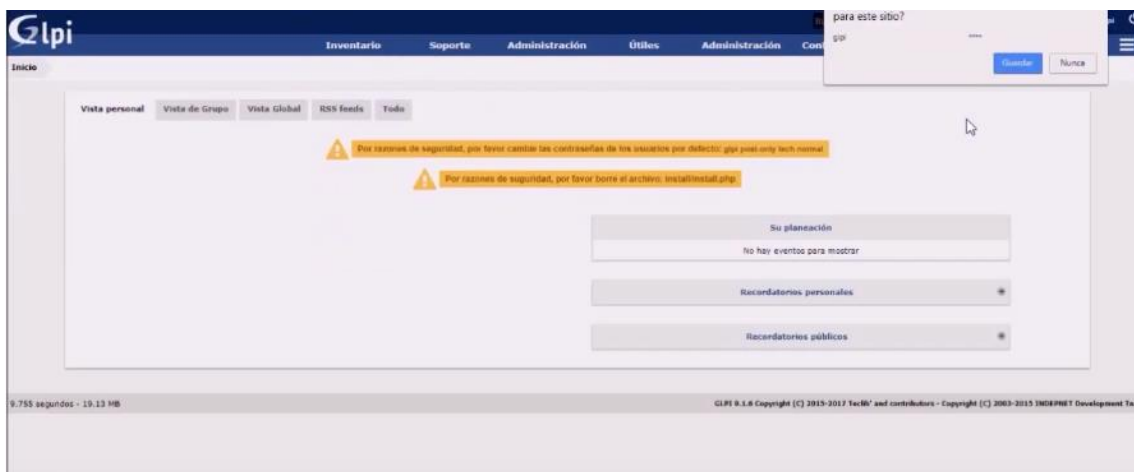 Glpi
para este sitio?
glpi ••••
Guardar Nunca
Inventario Soporte Administración Útiles Administración
Inicio
Vista personal Vista de Grupo Vista Global RSS feeds Todo
Por razones de seguridad, por favor cambie las contraseñas de los usuarios por defecto: glpi post-only tech normal
Por razones de seguridad, por favor borre el archivo: install/install.php
Su planeación
No hay eventos para mostrar
Recordatorios personales
Recordatorios públicos
9.755 segundos - 19.13 MB
GLPI 9.1.6 Copyright (C) 2015-2017 Teclib' and contributors - Copyright (C) 2003-2015 INDEPNET Development